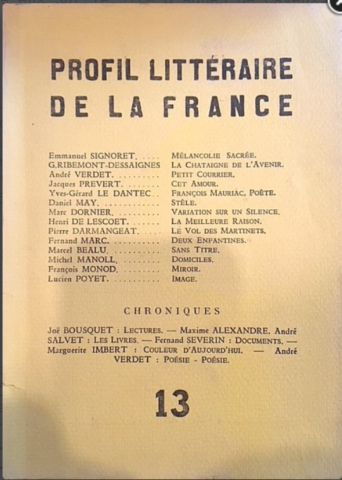 PROFIL LITTÉRAIRE
DE LA FRANCE
Emmanuel SIGNORET. . . . . . MÉLANCOLIE SACRÉE.
G.RIBEMONT-DESSAIGNES LA CHATAIGNE DE L'AVENIR.
André VERDET. . . . . . . . . . PETIT COURRIER.
Jacques PREVERT. . . . . . . . . CET AMOUR.
Yves-Gérard LE DANTEC . . FRANÇOIS MAURIAC, POÈTE.
Daniel MAY. . . . . . . . . . . . STÈLE.
Marc DORNIER. . . . . . . . . . VARIATION SUR UN SILENCE.
Henri DE LESCOET. . . . . . . . LA MEILLEURE RAISON.
Pierre DARMANGEAT. . . . . . LE VOL DES MARTINETS.
Fernand MARC. . . . . . . . . . DEUX ENFANTINES.
Marcel BEALU. . . . . . . . . . SANS TITRE.
Michel MANOLL. . . . . . . . . DOMICILES.
François MONOD. . . . . . . . . MIROIR.
Lucien POYET. . . . . . . . . . IMAGE.
CHRONIQUES
Joë BOUSQUET : LECTURES. — Maxime ALEXANDRE, André
SALVET : LES LIVRES. — Fernand SEVERIN : DOCUMENTS. —
Marguerite IMBERT : COULEUR D'AUJOURD'HUI. — André
VERDET : POÉSIE - POÉSIE.
13